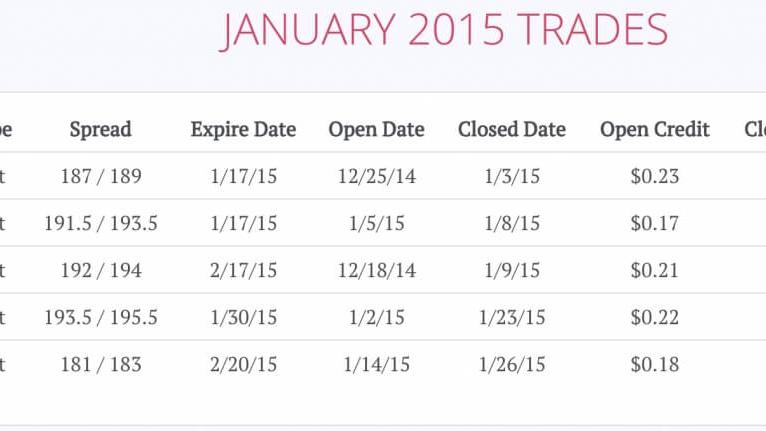 JANUARY 2015 TRADES
Spread Expire Date Open Date Closed Date Open Credit
187 / 189 1/17/15 12/25/14 1/3/15 $0.23
191.5 / 193.5 1/17/15 1/5/15 1/8/15 $0.17
192 / 194 2/17/15 12/18/14 1/9/15 $0.21
193.5 / 195.5 1/30/15 1/2/15 1/23/15 $0.22
181 / 183 2/20/15 1/14/15 1/26/15 $0.18